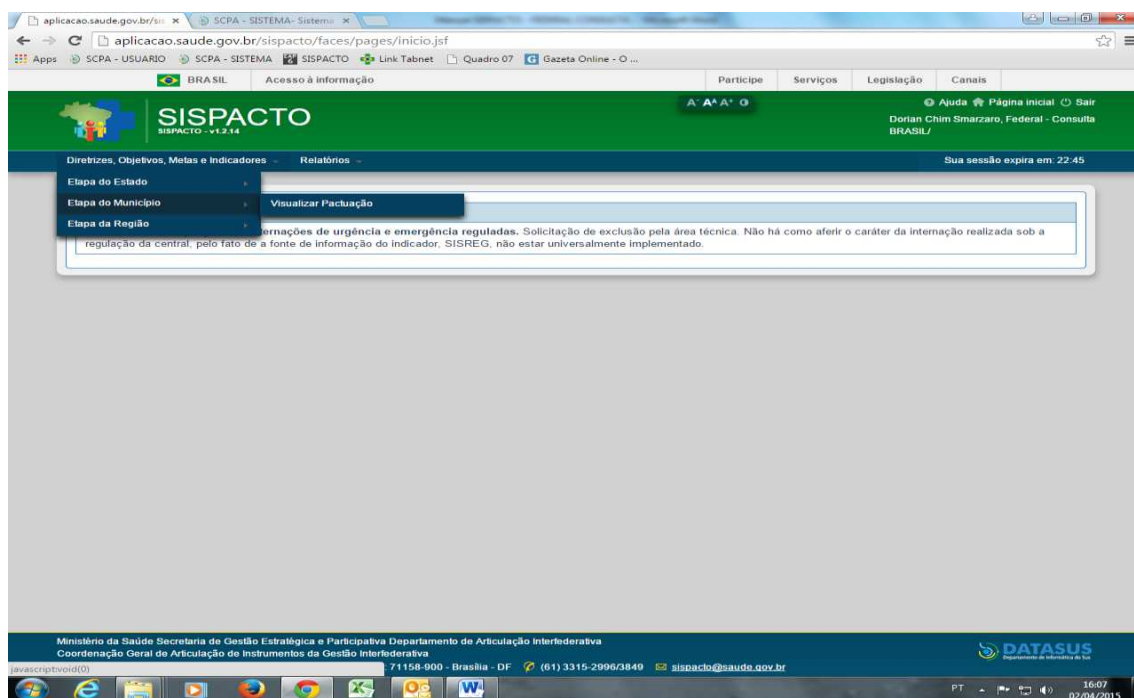 aplicacao.saude.gov.br/sis
SCPA - SISTEMA- Sistema
aplicacao.saude.gov.br/sispacto/faces/pages/inicio.jsf
Apps SCPA - USUARIO SCPA - SISTEMA SISPACTO Link Tabnet Quadro 07 Gazeta Online - O ...
BRASIL Acesso à informação Participe Serviços Legislação Canais
SISPACTO
SISPACTO - v1.2.14
A- A^ A+
Ajuda Página inicial Sair
Dorian Chim Smarzaro, Federal - Consulta
BRASIL/
Diretrizes, Objetivos, Metas e Indicadores Relatórios Sua sessão expira em: 22:45
Etapa do Estado
Etapa do Município Visualizar Pactuação
Etapa da Região
ernações de urgência e emergência reguladas. Solicitação de exclusão pela área técnica. Não há como aferir o caráter da internação realizada sob a
regulação da central, pelo fato de a fonte de informação do indicador, SISREG, não estar universalmente implementado.
Ministério da Saúde Secretaria de Gestão Estratégica e Participativa Departamento de Articulação Interfederativa
Coordenação Geral de Articulação de Instrumentos da Gestão Interfederativa
javascript:void(0) : 71158-900 - Brasília - DF (61) 3315-2996/3849 sispacto@saude.gov.br
DATASUS
Departamento de Informática do Sus
PT 16:07
02/04/2015